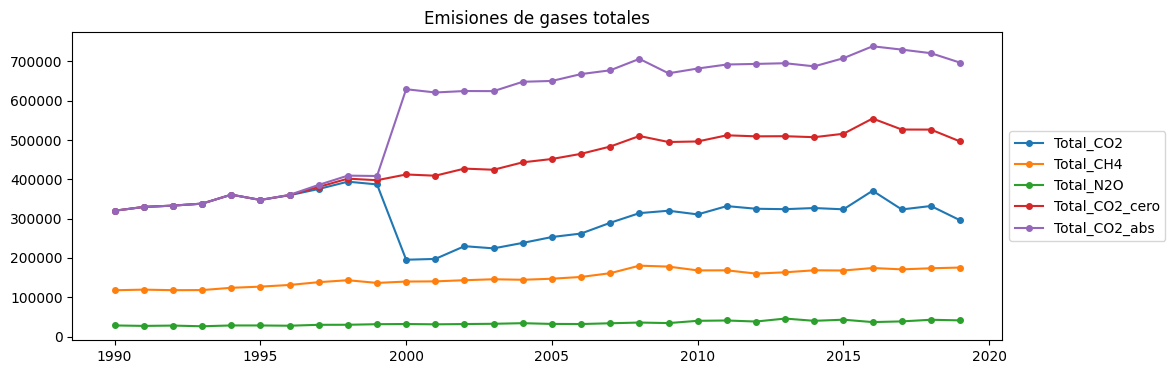 Emisiones de gases totales
700000
600000
500000
400000
300000
200000
100000
0
1990
1995
2000
2005
2010
2015
2020
Total_CO2
Total_CH4
Total_N2O
Total_CO2_cero
Total_CO2_abs